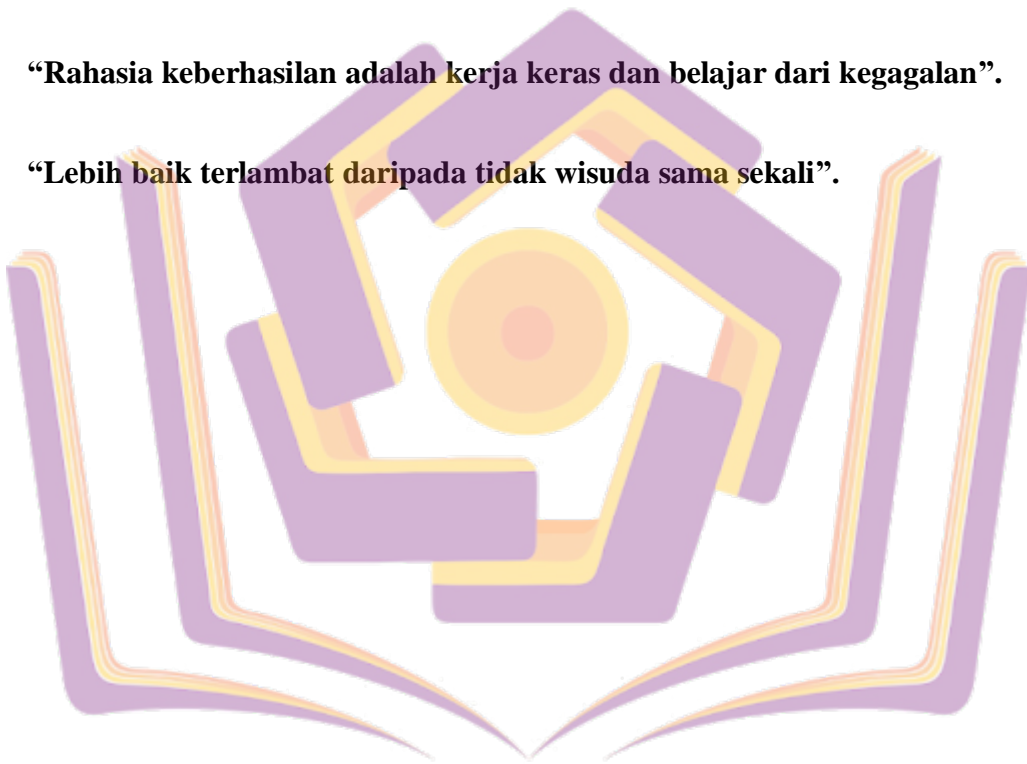 “Rahasia keberhasilan adalah kerja keras dan belajar dari kegagalan”.
“Lebih baik terlambat daripada tidak wisuda sama sekali”.